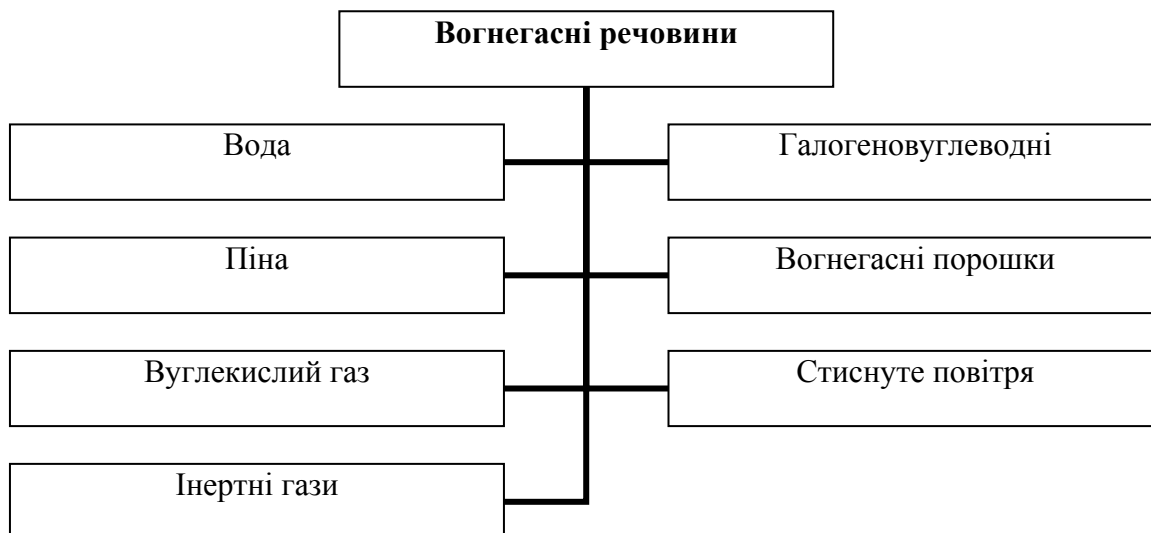 Вогнегасні речовини
Вода
Галогеновуглеводні
Піна
Вогнегасні порошки
Вуглекислий газ
Стиснуте повітря
Інертні гази